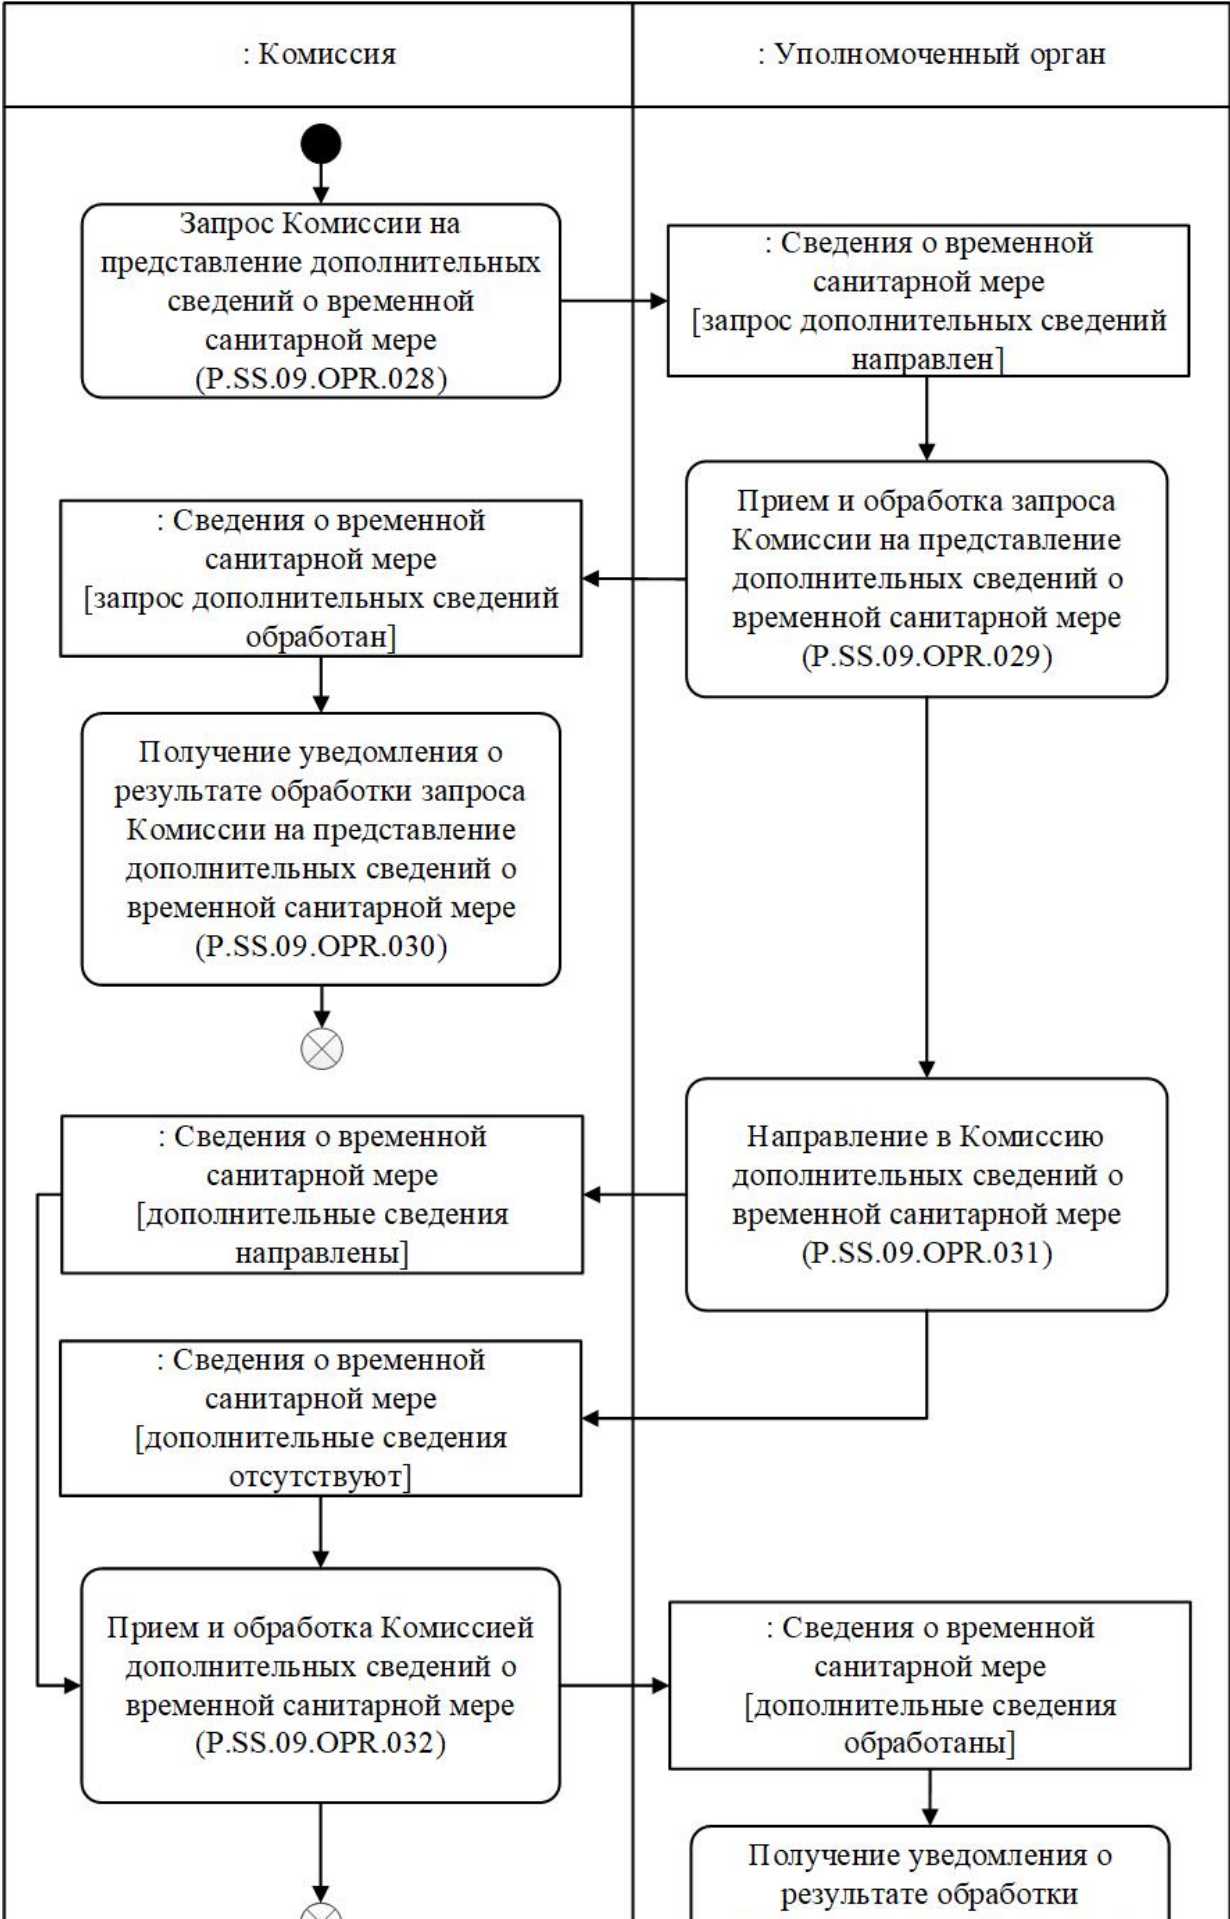 : Комиссия
: Уполномоченный орган
Запрос Комиссии на
представление дополнительных
сведений о временной
санитарной мере
(P.SS.09.OPR.028)
: Сведения о временной
санитарной мере
[запрос дополнительных сведений
направлен]
Прием и обработка запроса
Комиссии на представление
дополнительных сведений о
временной санитарной мере
(P.SS.09.OPR.029)
: Сведения о временной
санитарной мере
[запрос дополнительных сведений
обработан]
Получение уведомления о
результате обработки запроса
Комиссии на представление
дополнительных сведений о
временной санитарной мере
(P.SS.09.OPR.030)
Направление в Комиссию
дополнительных сведений о
временной санитарной мере
(P.SS.09.OPR.031)
: Сведения о временной
санитарной мере
[дополнительные сведения
направлены]
: Сведения о временной
санитарной мере
[дополнительные сведения
отсутствуют]
Прием и обработка Комиссией
дополнительных сведений о
временной санитарной мере
(P.SS.09.OPR.032)
: Сведения о временной
санитарной мере
[дополнительные сведения
обработаны]
Получение уведомления о
результате обработки